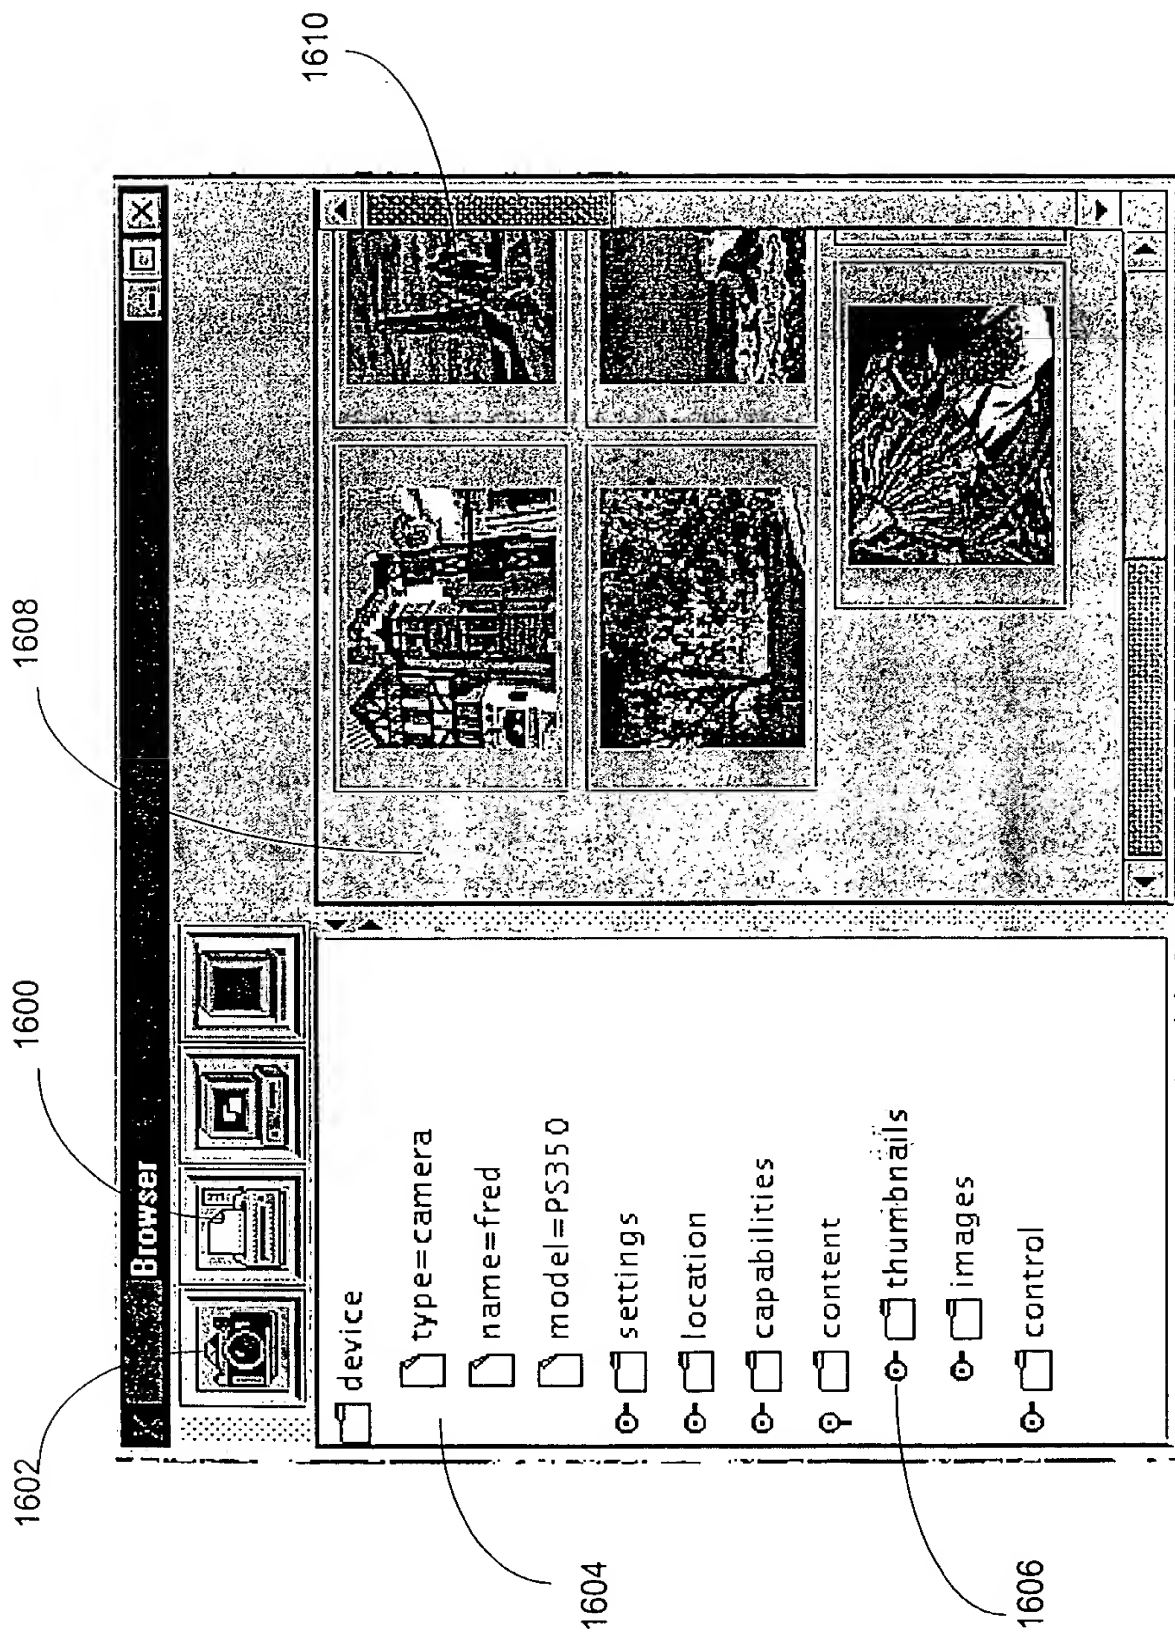 1602
1600
1608
1610
Browser
device
type=camera
name=fred
model=PS350
settings
location
capabilities
content
thumbnails
images
control
1604
1606